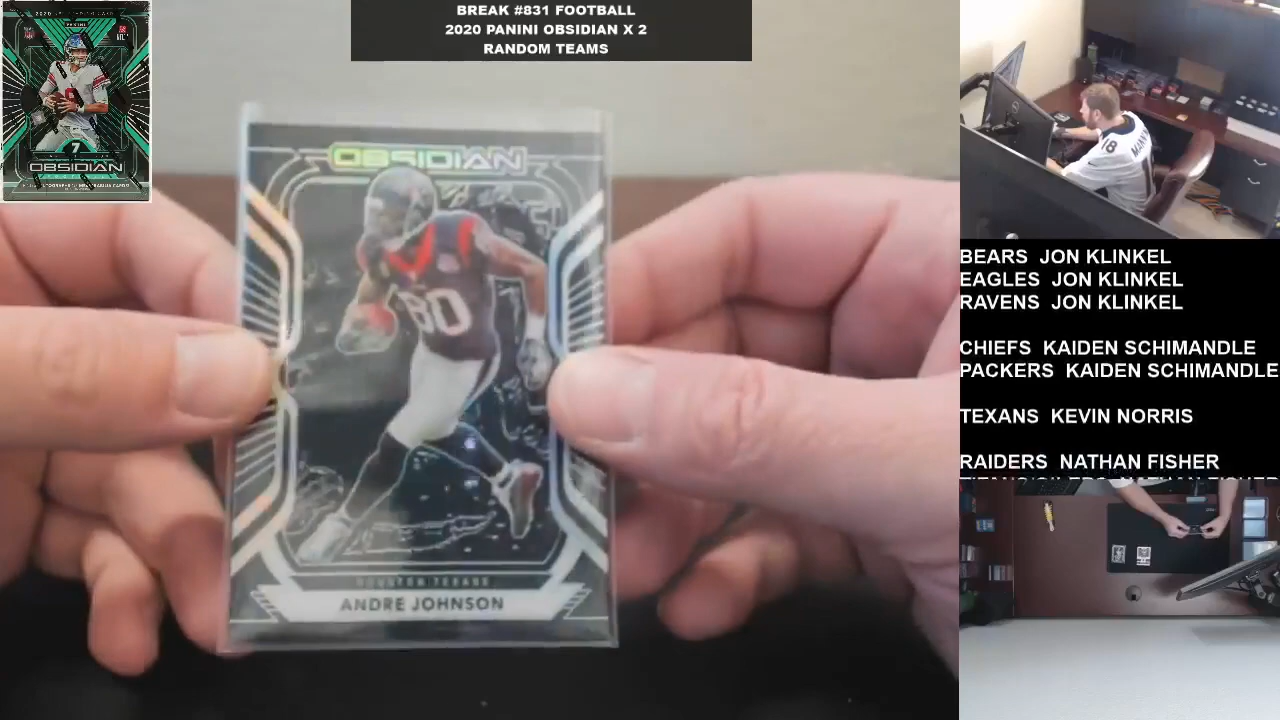 BREAK #831 FOOTBALL
2020 PANINI OBSIDIAN X 2
RANDOM TEAMS
OBSIDIAN
7
OBSIDIAN
80
HOUSTON TEXANS
ANDRE JOHNSON
18
MANNING
BEARS JON KLINKEL
EAGLES JON KLINKEL
RAVENS JON KLINKEL
CHIEFS KAIDEN SCHIMANDLE
PACKERS KAIDEN SCHIMANDLE
TEXANS KEVIN NORRIS
RAIDERS NATHAN FISHER